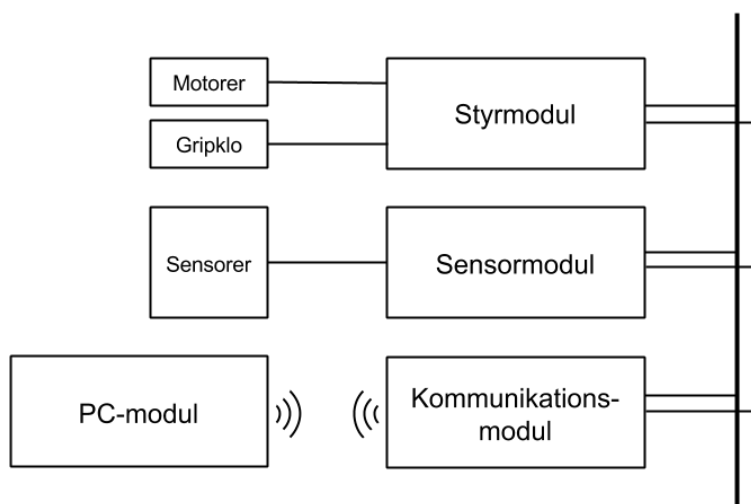 Motorer
Gripklo
Styrmodul
Sensorer
Sensormodul
PC-modul
Kommunikations-
modul